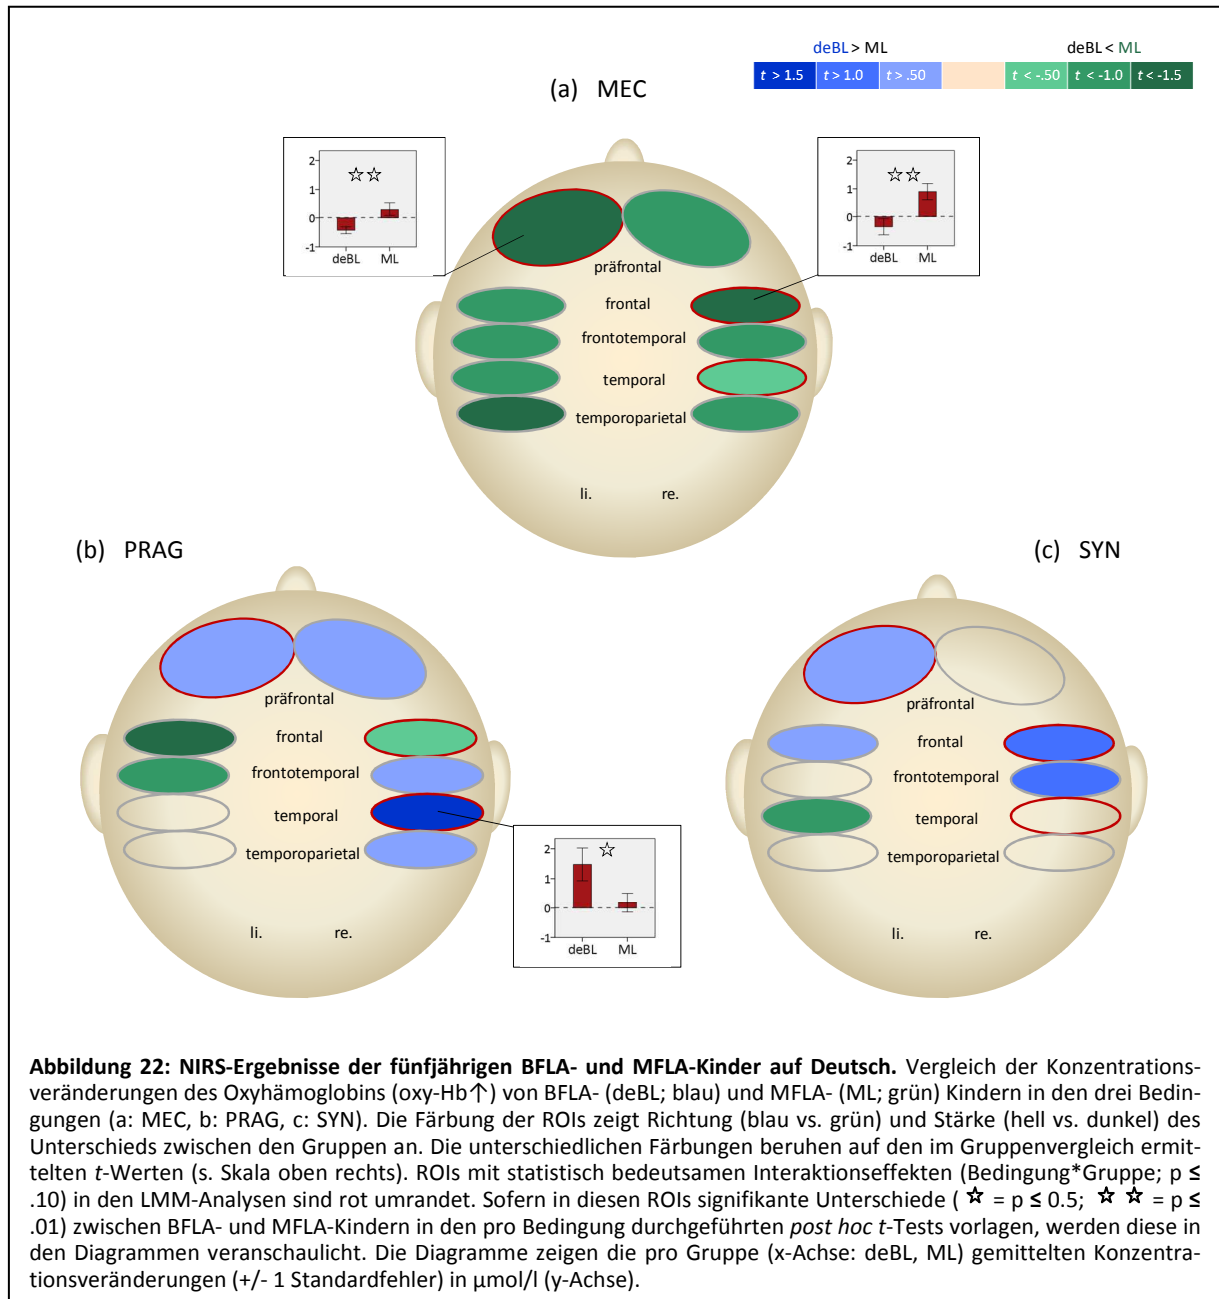 deBL > ML deBL < ML
t > 1.5 t > 1.0 t > .50 t < -.50 t < -1.0 t < -1.5
(a) MEC
2
1
0
-1
☆☆
deBL ML
2
1
0
-1
☆☆
deBL ML
präfrontal
frontal
frontotemporal
temporal
temporoparietal
li. re.
(b) PRAG
präfrontal
frontal
frontotemporal
temporal
temporoparietal
li. re.
2
1
0
-1
☆
deBL ML
(c) SYN
präfrontal
frontal
frontotemporal
temporal
temporoparietal
li. re.
Abbildung 22: NIRS-Ergebnisse der fünfjährigen BFLA- und MFLA-Kinder auf Deutsch. Vergleich der Konzentrations-
veränderungen des Oxyhämoglobins (oxy-Hb↑) von BFLA- (deBL; blau) und MFLA- (ML; grün) Kindern in den drei Bedin-
gungen (a: MEC, b: PRAG, c: SYN). Die Färbung der ROIs zeigt Richtung (blau vs. grün) und Stärke (hell vs. dunkel) des
Unterschieds zwischen den Gruppen an. Die unterschiedlichen Färbungen beruhen auf den im Gruppenvergleich ermit-
telten t-Werten (s. Skala oben rechts). ROIs mit statistisch bedeutsamen Interaktionseffekten (Bedingung*Gruppe; p ≤
.10) in den LMM-Analysen sind rot umrandet. Sofern in diesen ROIs signifikante Unterschiede ( ☆ = p ≤ 0.5; ☆ ☆ = p ≤
.01) zwischen BFLA- und MFLA-Kindern in den pro Bedingung durchgeführten post hoc t-Tests vorlagen, werden diese in
den Diagrammen veranschaulicht. Die Diagramme zeigen die pro Gruppe (x-Achse: deBL, ML) gemittelten Konzentra-
tionsveränderungen (+/- 1 Standardfehler) in µmol/l (y-Achse).